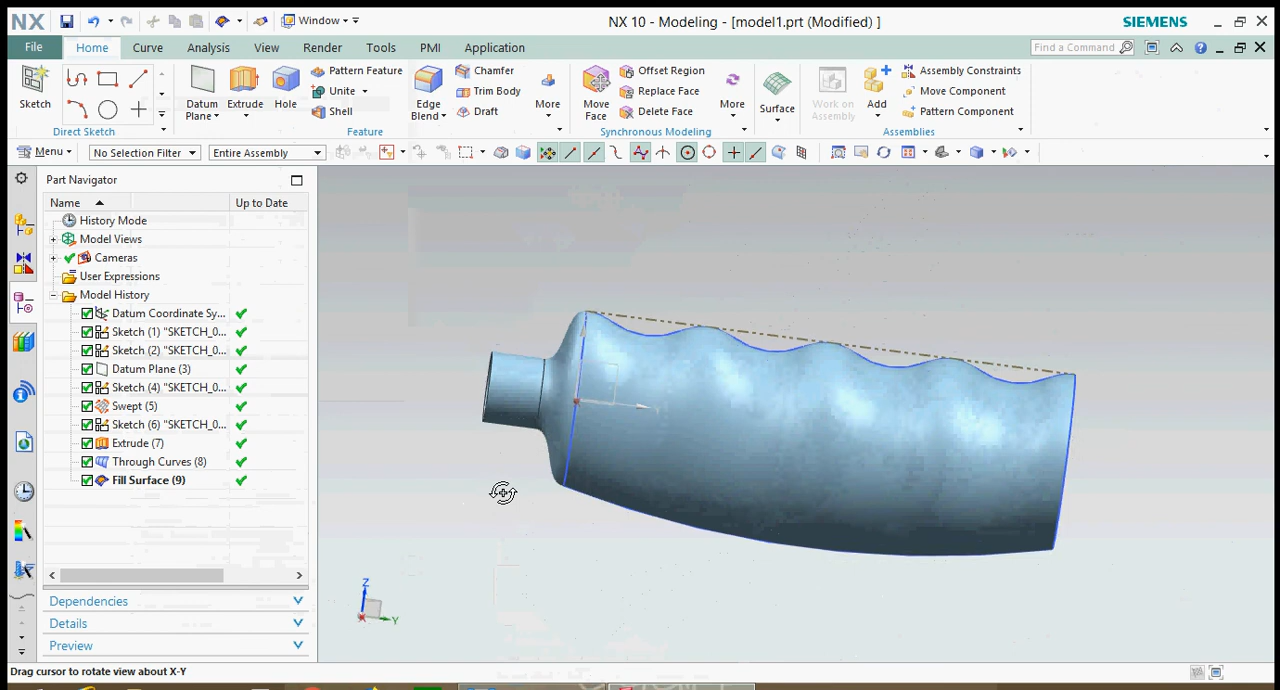 NX
Window
NX 10 - Modeling - [model1.prt (Modified) ]
SIEMENS
File
Home
Curve
Analysis
View
Render
Tools
PMI
Application
Find a Command
Sketch
Direct Sketch
Datum Plane
Extrude
Hole
Pattern Feature
Unite
Shell
Feature
Edge Blend
Chamfer
Trim Body
Draft
More
Move Face
Offset Region
Replace Face
Delete Face
More
Synchronous Modeling
Surface
Work on Assembly
Add
Assembly Constraints
Move Component
Pattern Component
Assemblies
Menu
No Selection Filter
Entire Assembly
Part Navigator
Name
Up to Date
History Mode
Model Views
Cameras
User Expressions
Model History
Datum Coordinate Sy...
Sketch (1) "SKETCH_0...
Sketch (2) "SKETCH_0...
Datum Plane (3)
Sketch (4) "SKETCH_0...
Swept (5)
Sketch (6) "SKETCH_0...
Extrude (7)
Through Curves (8)
Fill Surface (9)
Dependencies
Details
Preview
Z
Y
Drag cursor to rotate view about X-Y